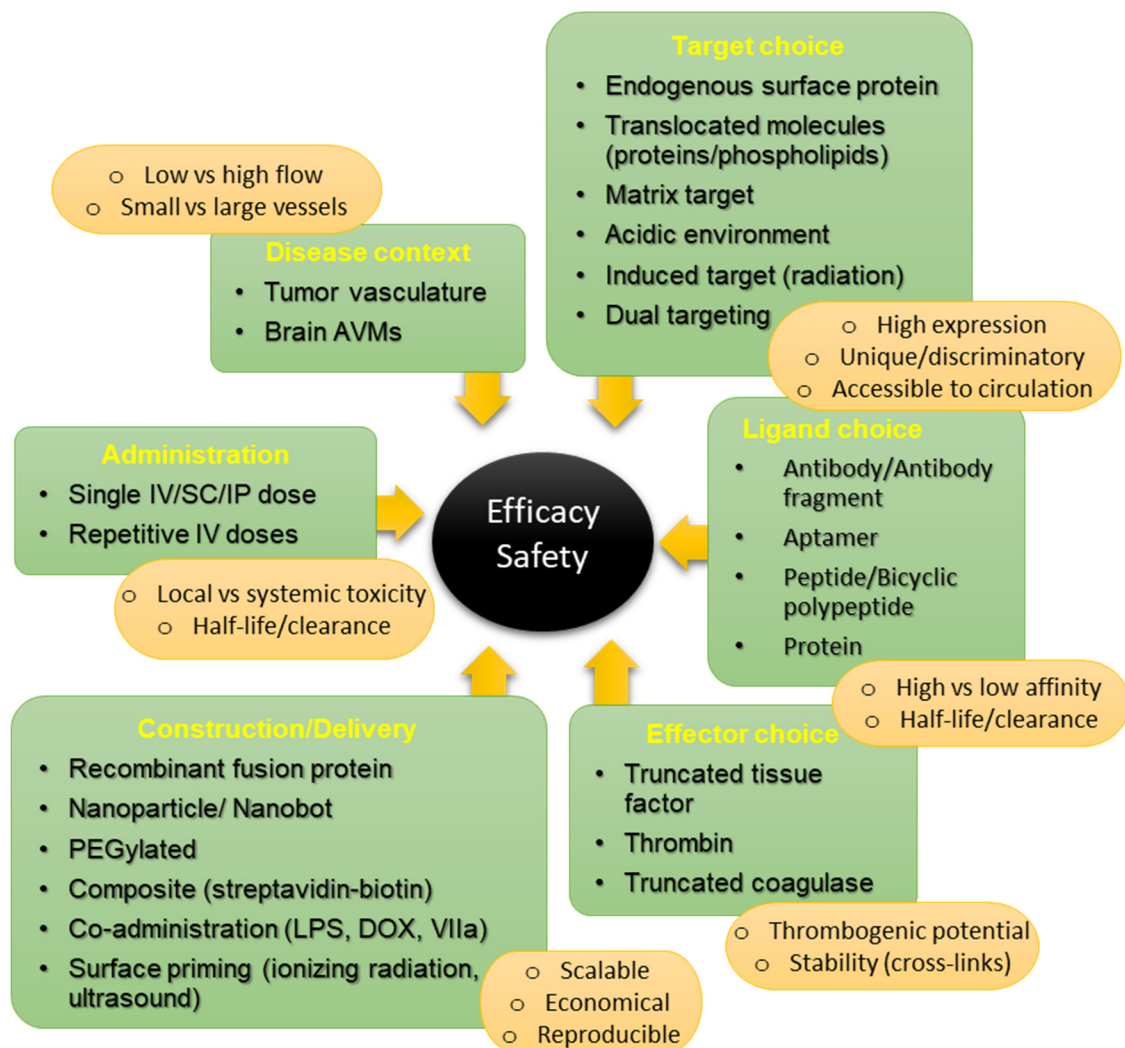 Target choice
• Endogenous surface protein
• Translocated molecules
(proteins/phospholipids)
• Matrix target
• Acidic environment
• Induced target (radiation)
• Dual targeting
o High expression
o Unique/discriminatory
o Accessible to circulation
o Low vs high flow
o Small vs large vessels
Disease context
• Tumor vasculature
• Brain AVMs
Administration
• Single IV/SC/IP dose
• Repetitive IV doses
o Local vs systemic toxicity
o Half-life/clearance
Efficacy
Safety
Ligand choice
• Antibody/Antibody
fragment
• Aptamer
• Peptide/Bicyclic
polypeptide
• Protein
o High vs low affinity
o Half-life/clearance
Construction/Delivery
• Recombinant fusion protein
• Nanoparticle/ Nanobot
• PEGylated
• Composite (streptavidin-biotin)
• Co-administration (LPS, DOX, VIIa)
• Surface priming (ionizing radiation,
ultrasound)
o Scalable
o Economical
o Reproducible
Effector choice
• Truncated tissue
factor
• Thrombin
• Truncated coagulase
o Thrombogenic potential
o Stability (cross-links)